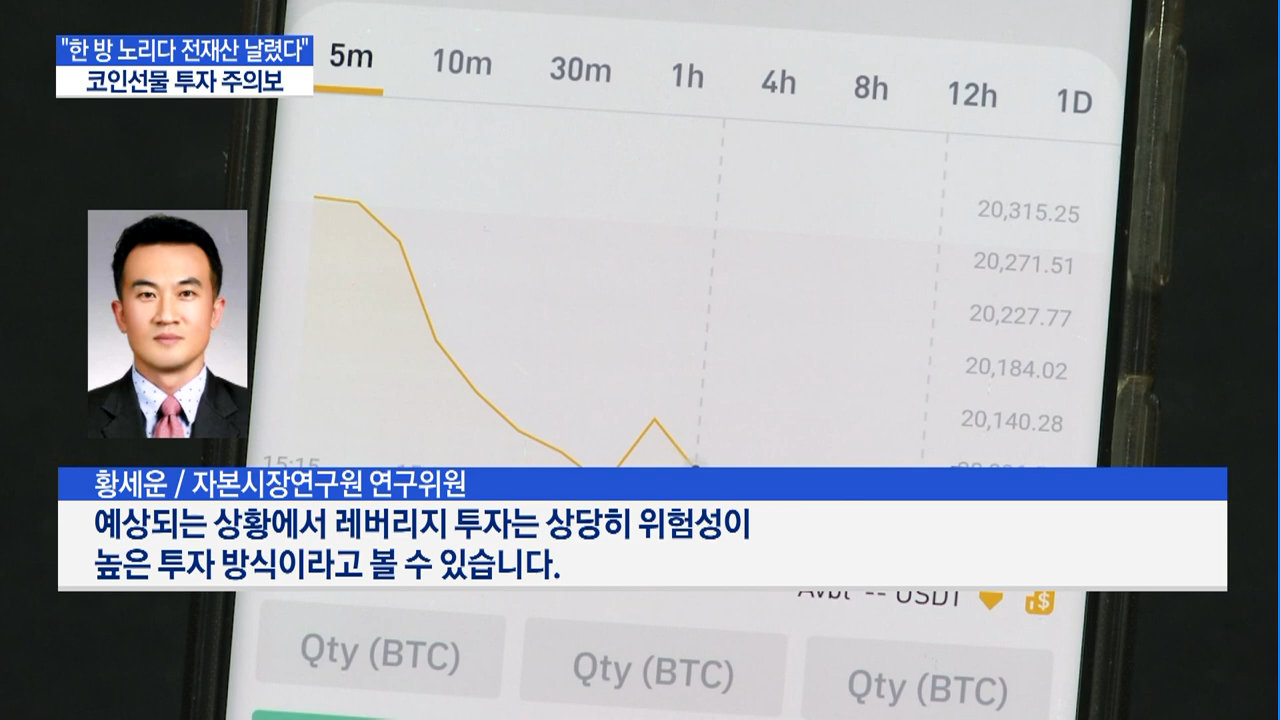 "한 방 노리다 전재산 날렸다"
코인선물 투자 주의보
5m 10m 30m 1h 4h 8h 12h 1D
20,315.25
20,271.51
20,227.77
20,184.02
20,140.28
15:15
황세운 / 자본시장연구원 연구위원
예상되는 상황에서 레버리지 투자는 상당히 위험성이
높은 투자 방식이라고 볼 수 있습니다.
Avbl -- USDT
Qty (BTC) Qty (BTC) Qty (BTC)